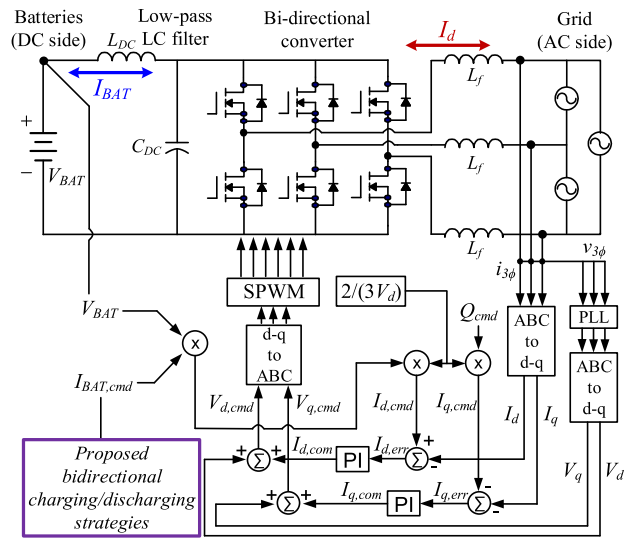 Batteries
(DC side)
L_DC
Low-pass
LC filter
Bi-directional
converter
I_d
Grid
(AC side)
I_BAT
L_f
+
−
V_BAT
C_DC
L_f
L_f
i_3ϕ
v_3ϕ
SPWM
2/(3V_d)
Q_cmd
V_BAT
PLL
d-q
to
ABC
ABC
to
d-q
ABC
to
d-q
x
x
x
I_BAT,cmd
V_d,cmd
V_q,cmd
I_d,cmd
I_q,cmd
I_d
I_q
Proposed
bidirectional
charging/discharging
strategies
+
Σ
+
I_d,com
PI
I_d,err
+
Σ
-
V_q
V_d
+
Σ
+
I_q,com
PI
I_q,err
-
Σ
-